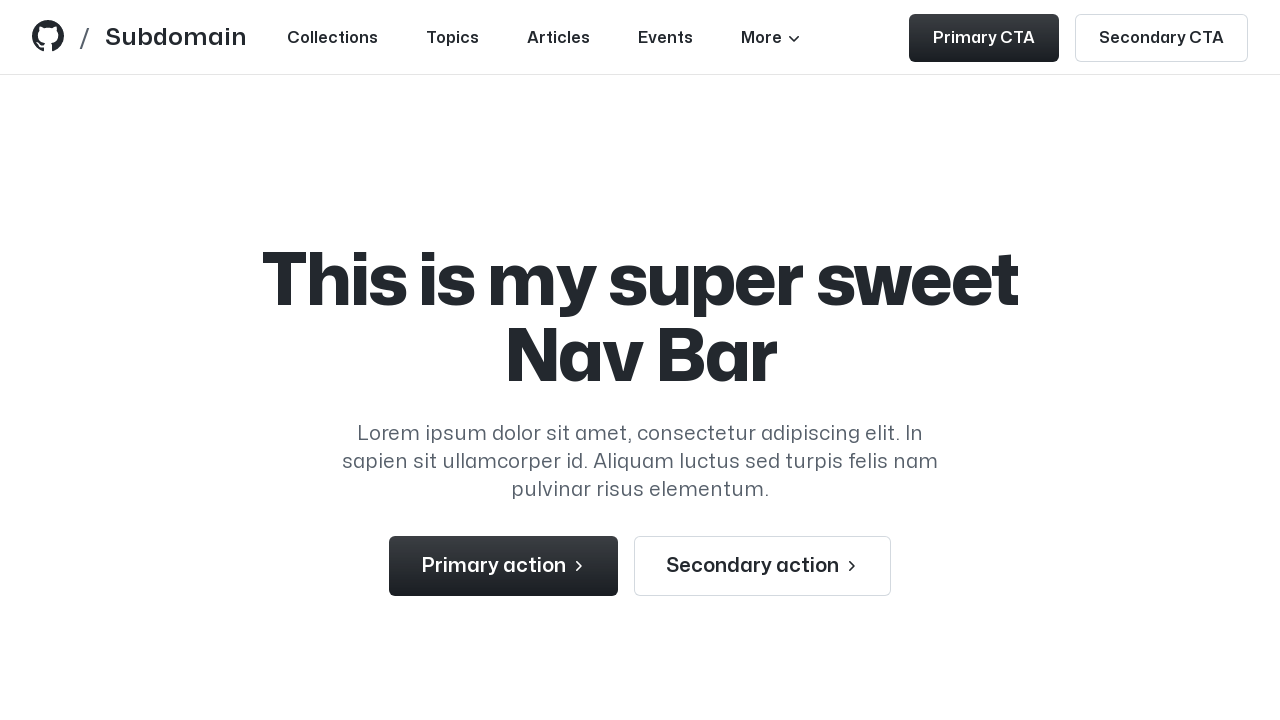 / Subdomain Collections Topics Articles Events More Primary CTA Secondary CTA
This is my super sweet
Nav Bar
Lorem ipsum dolor sit amet, consectetur adipiscing elit. In
sapien sit ullamcorper id. Aliquam luctus sed turpis felis nam
pulvinar risus elementum.
Primary action Secondary action